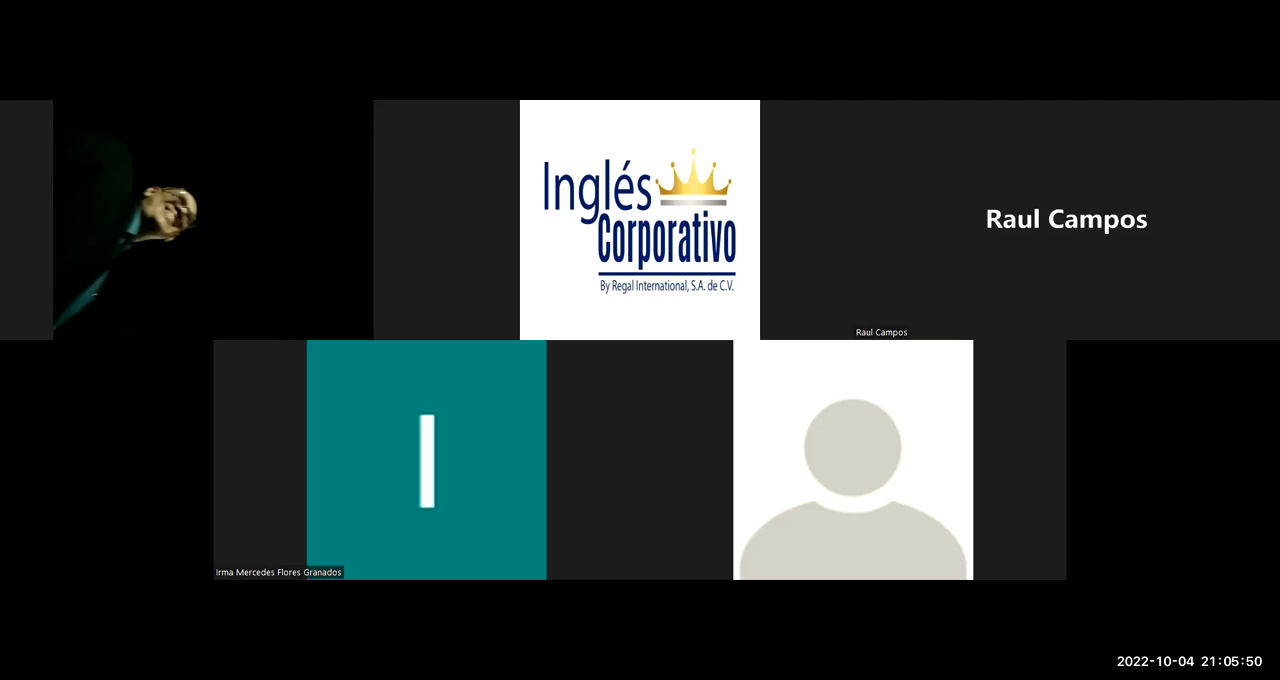 Inglés
Corporativo
By Regal International, S.A. de C.V.
Raul Campos
Raul Campos
I
Irma Mercedes Flores Granados
2022-10-04 21:05:50